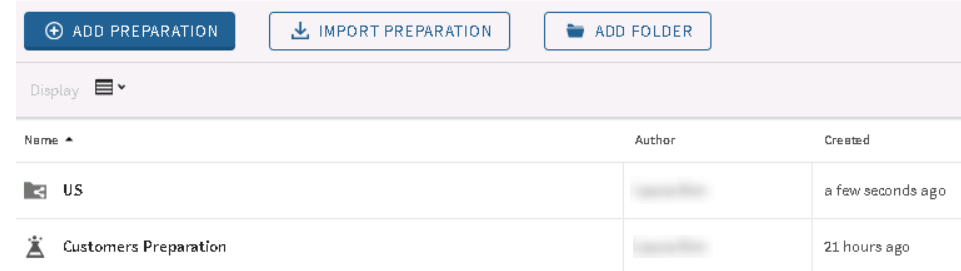 ADD PREPARATION IMPORT PREPARATION ADD FOLDER
Display
Name Author Created
US a few seconds ago
Customers Preparation 21 hours ago